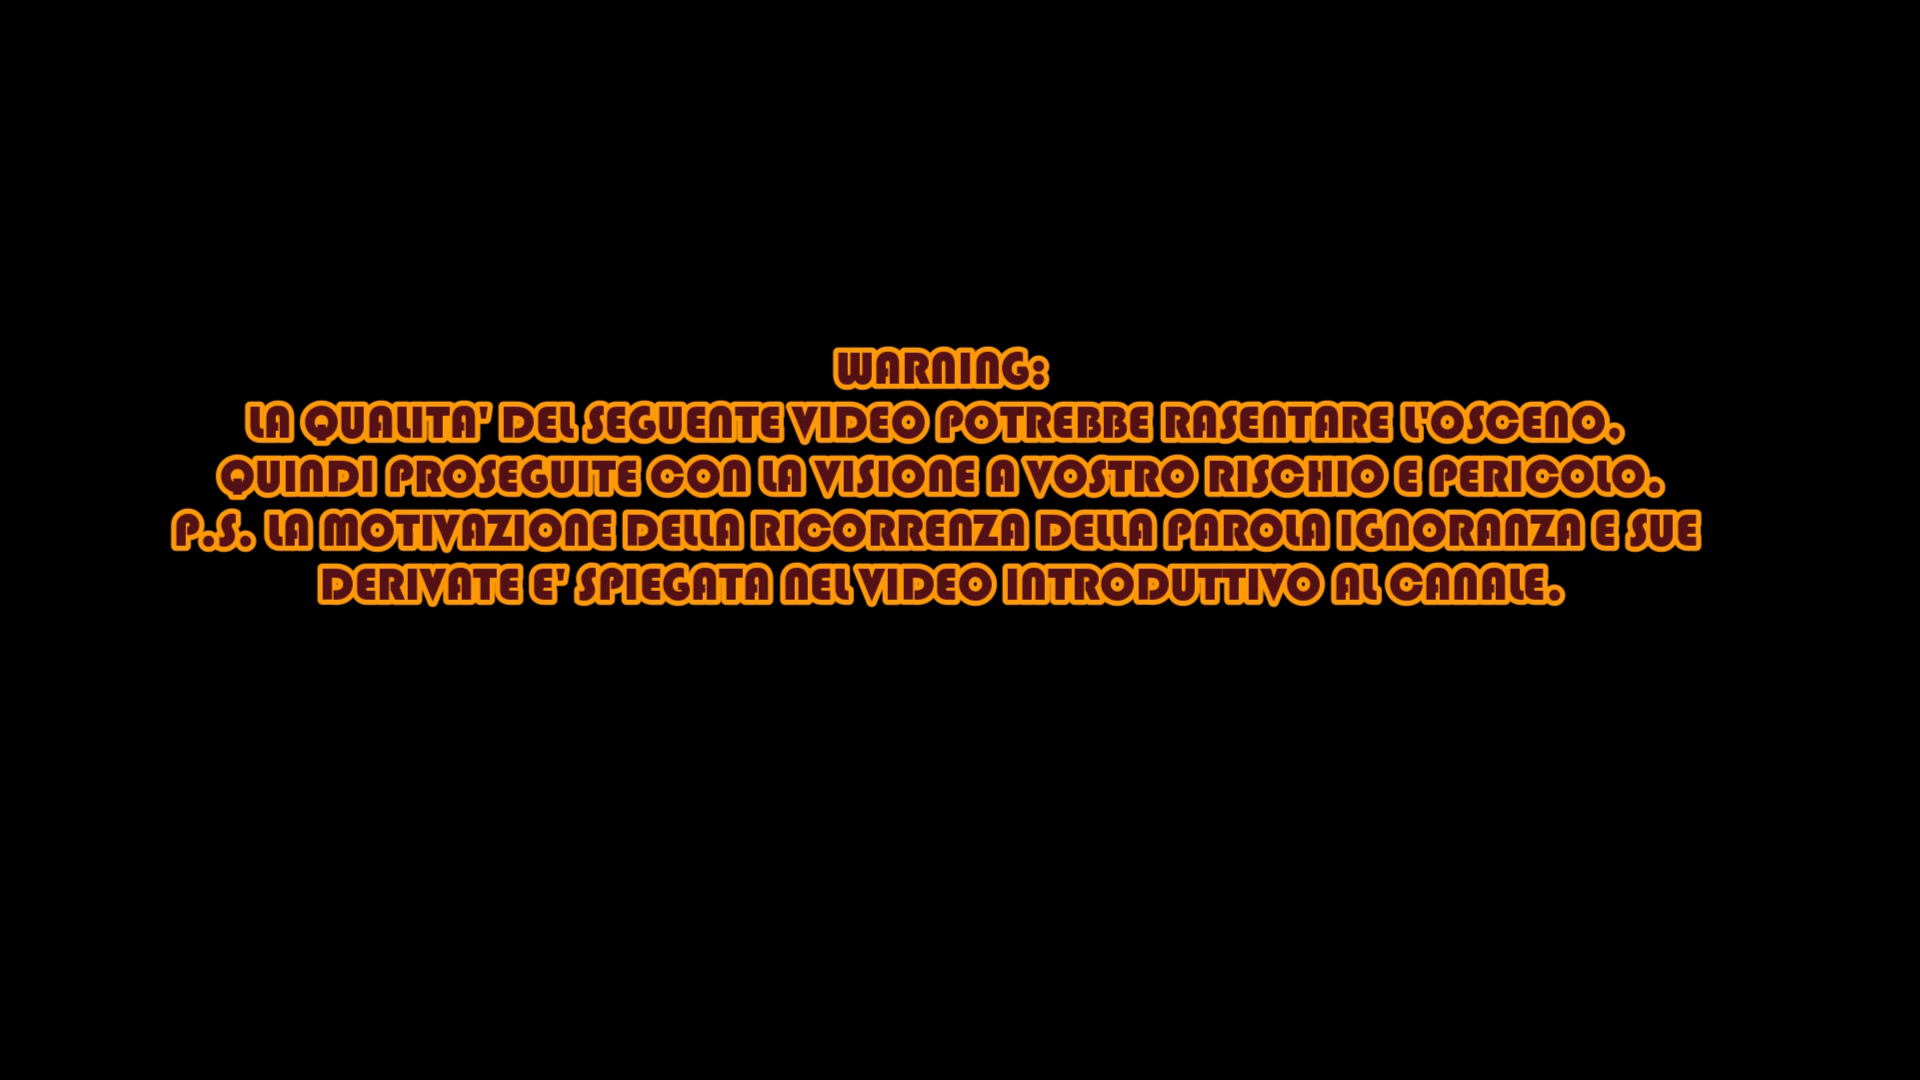 WARNING:
LA QUALITA' DEL SEGUENTE VIDEO POTREBBE RASENTARE L'OSCENO,
QUINDI PROSEGUITE CON LA VISIONE A VOSTRO RISCHIO E PERICOLO.
P.S. LA MOTIVAZIONE DELLA RICORRENZA DELLA PAROLA IGNORANZA E SUE
DERIVATE E' SPIEGATA NEL VIDEO INTRODUTTIVO AL CANALE.